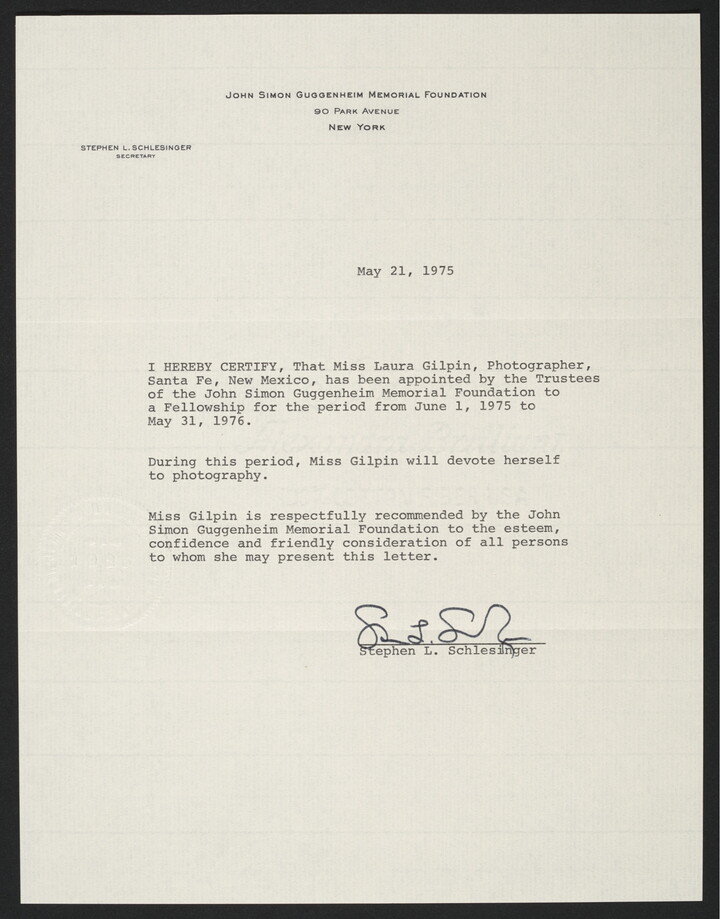 JOHN SIMON GUGGENHEIM MEMORIAL FOUNDATION
90 PARK AVENUE
NEW YORK
STEPHEN L. SCHLESINGER
SECRETARY
May 21, 1975
I HEREBY CERTIFY, That Miss Laura Gilpin, Photographer,
Santa Fe, New Mexico, has been appointed by the Trustees
of the John Simon Guggenheim Memorial Foundation to
a Fellowship for the period from June 1, 1975 to
May 31, 1976.
During this period, Miss Gilpin will devote herself
to photography.
Miss Gilpin is respectfully recommended by the John
Simon Guggenheim Memorial Foundation to the esteem,
confidence and friendly consideration of all persons
to whom she may present this letter.
Stephen L. Schlesinger